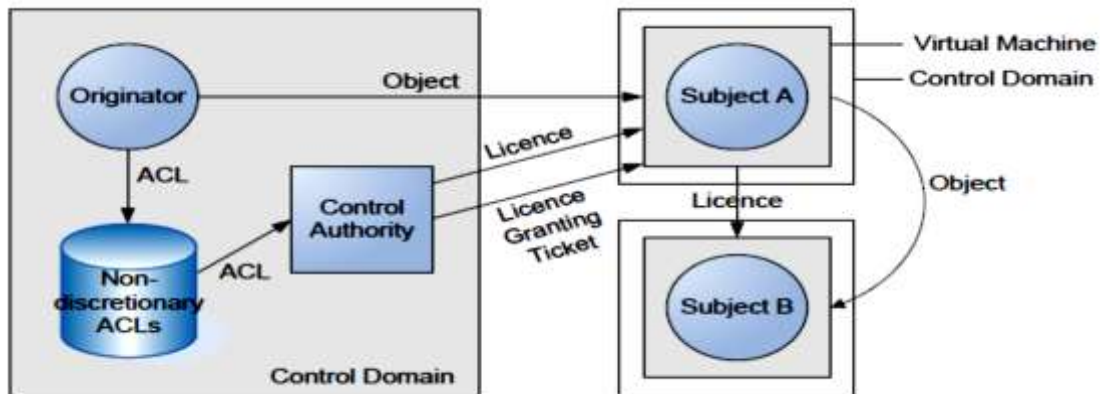 Originator
Object
Subject A
Virtual Machine
Control Domain
Licence
ACL
Control
Authority
Licence
Granting
Ticket
Licence
Object
Non-
discretionary
ACLs
ACL
Subject B
Control Domain